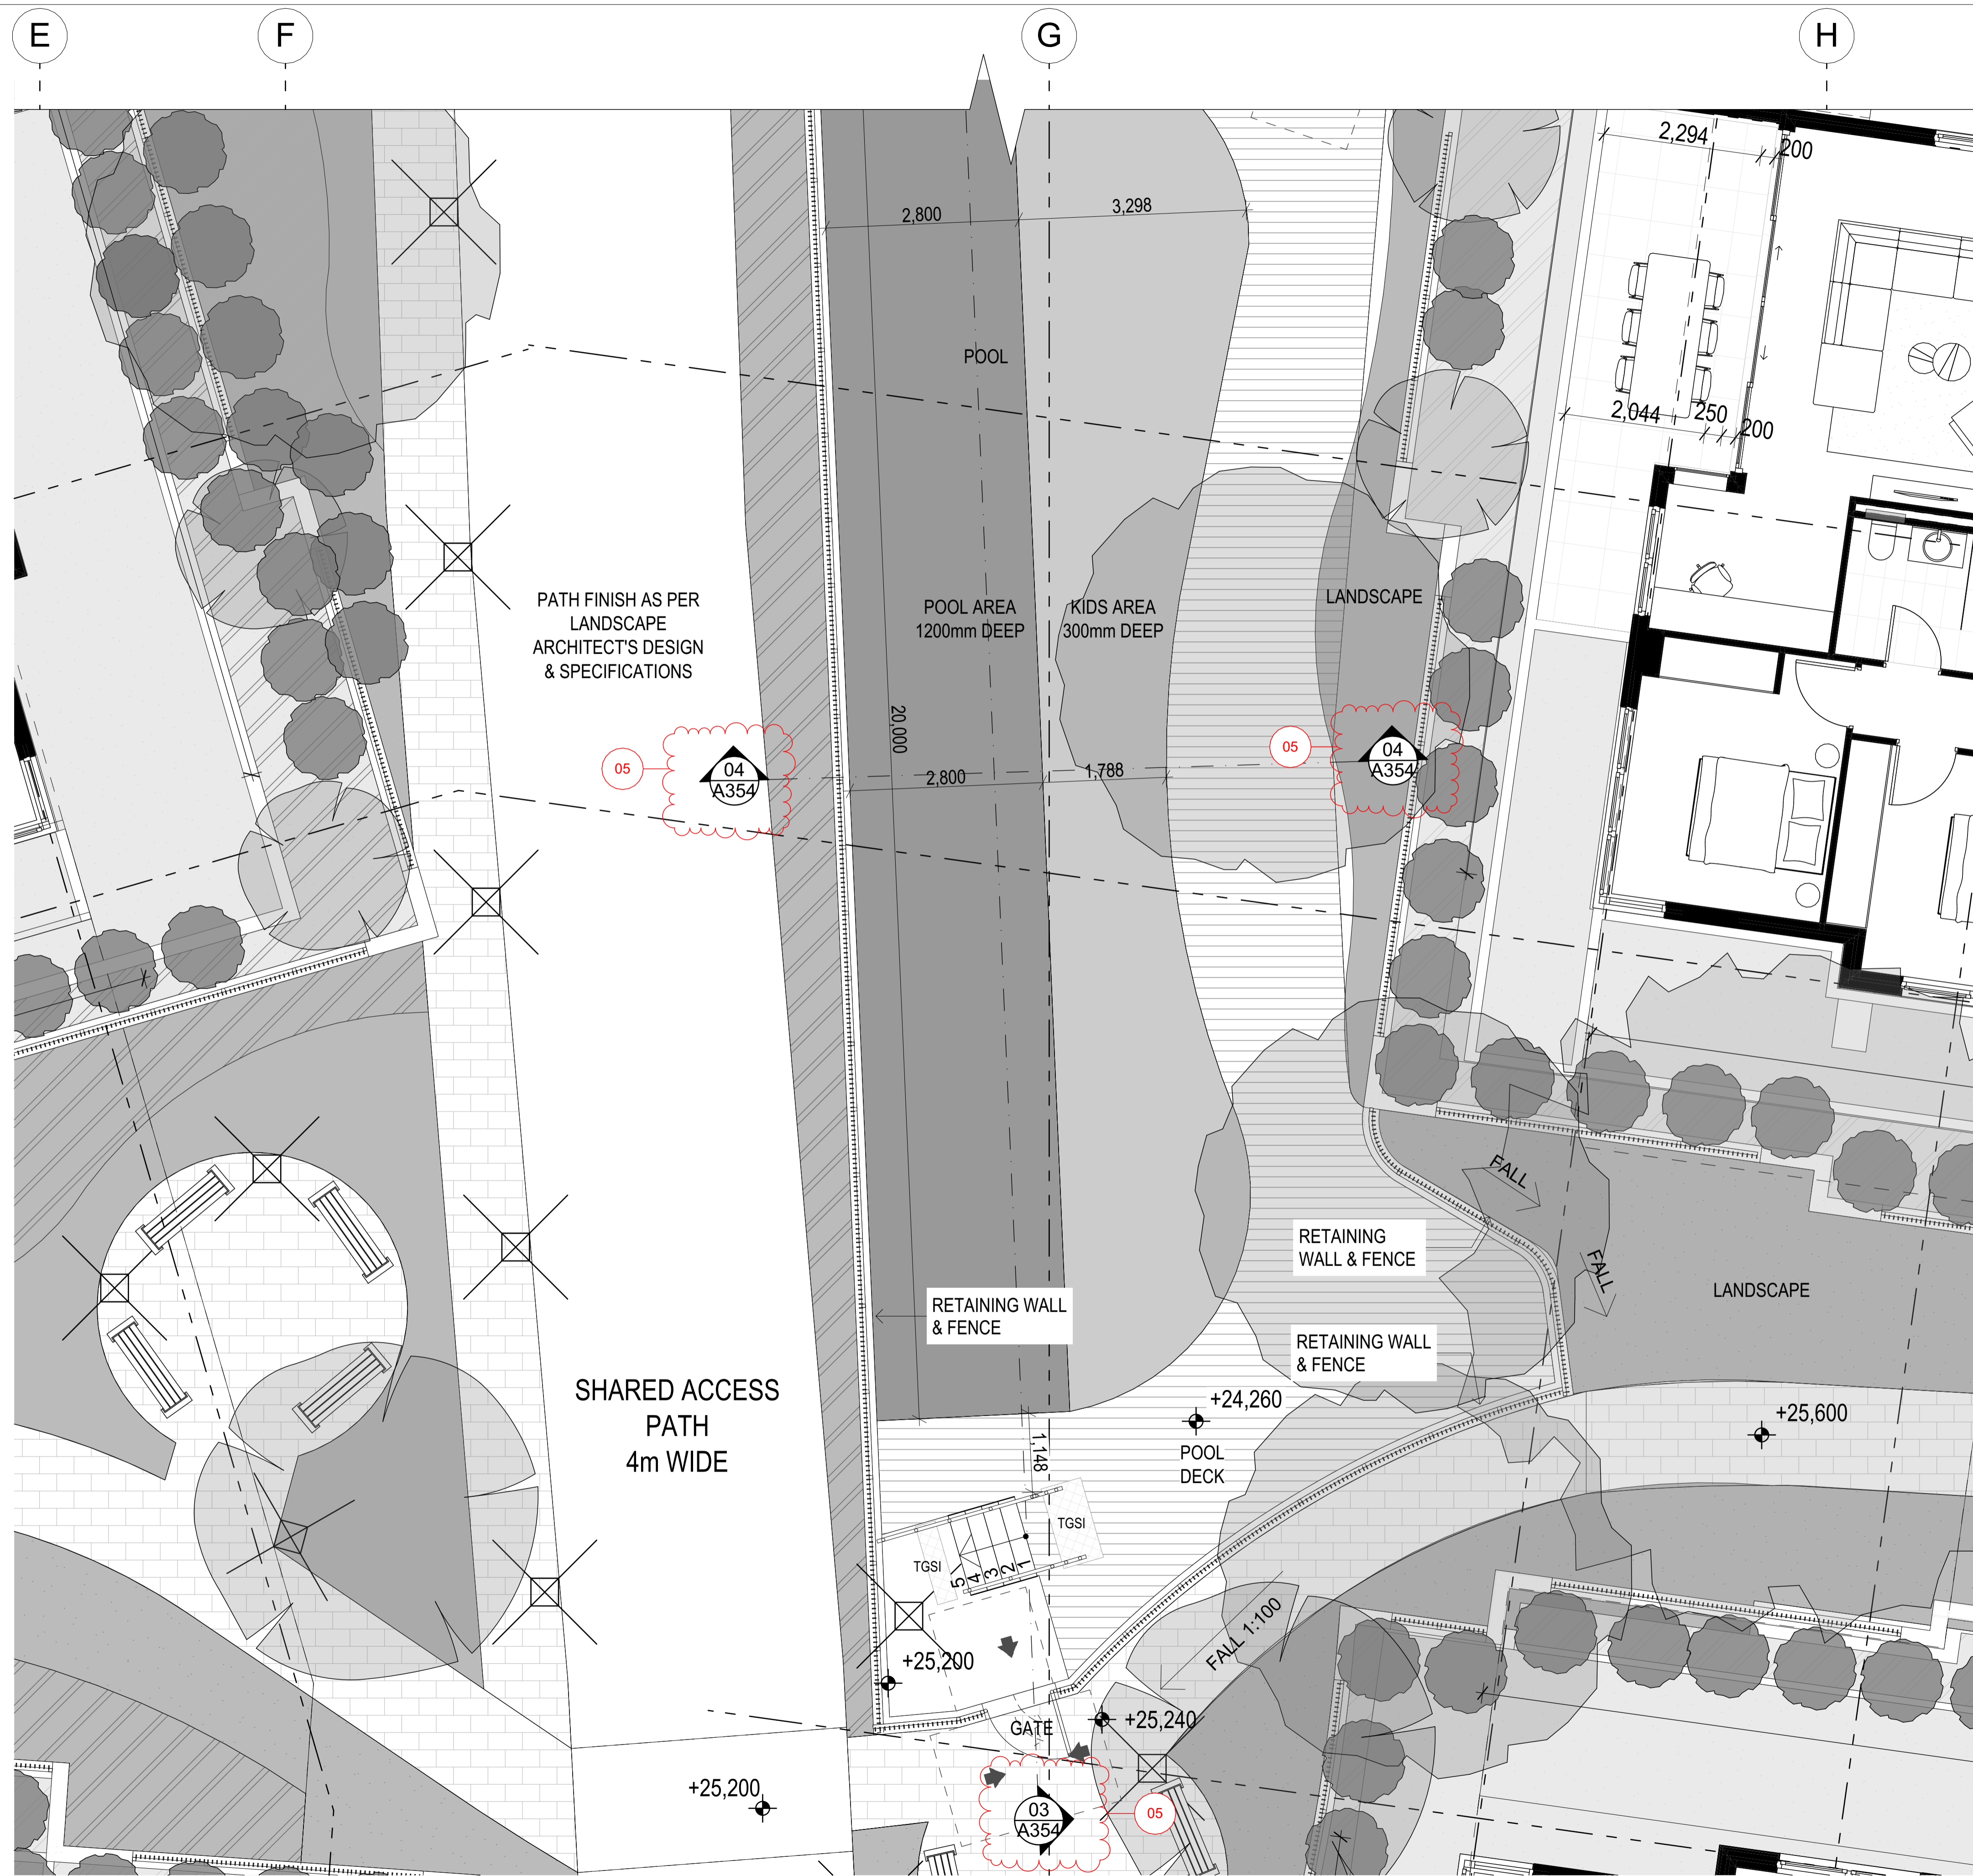 E
F
G
H
2,294
200
2,800
3,298
POOL
2,044
250
200
PATH FINISH AS PER
LANDSCAPE
ARCHITECT'S DESIGN
& SPECIFICATIONS
POOL AREA
1200mm DEEP
KIDS AREA
300mm DEEP
LANDSCAPE
20,000
05
04
A354
05
04
A354
2,800
1,788
FALL
FALL
RETAINING
WALL & FENCE
LANDSCAPE
RETAINING WALL
& FENCE
RETAINING WALL
& FENCE
SHARED ACCESS
PATH
4m WIDE
+24,260
+25,600
1,148
POOL
DECK
TGSI
TGSI
5
4
3
2
1
FALL 1:100
+25,200
GATE
+25,240
+25,200
03
A354
05